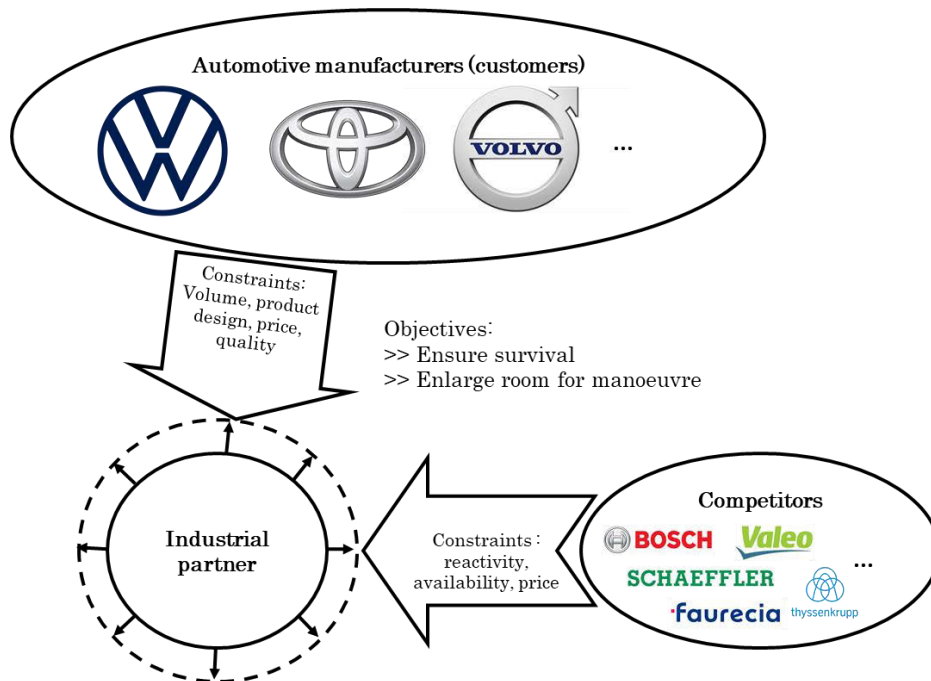 Automotive manufacturers (customers)
VOLVO
...
Constraints:
Volume, product
design, price,
quality
Objectives:
>> Ensure survival
>> Enlarge room for manoeuvre
Industrial
partner
Constraints :
reactivity,
availability, price
Competitors
BOSCH
Valeo
...
SCHAEFFLER
faurecia
thyssenkrupp